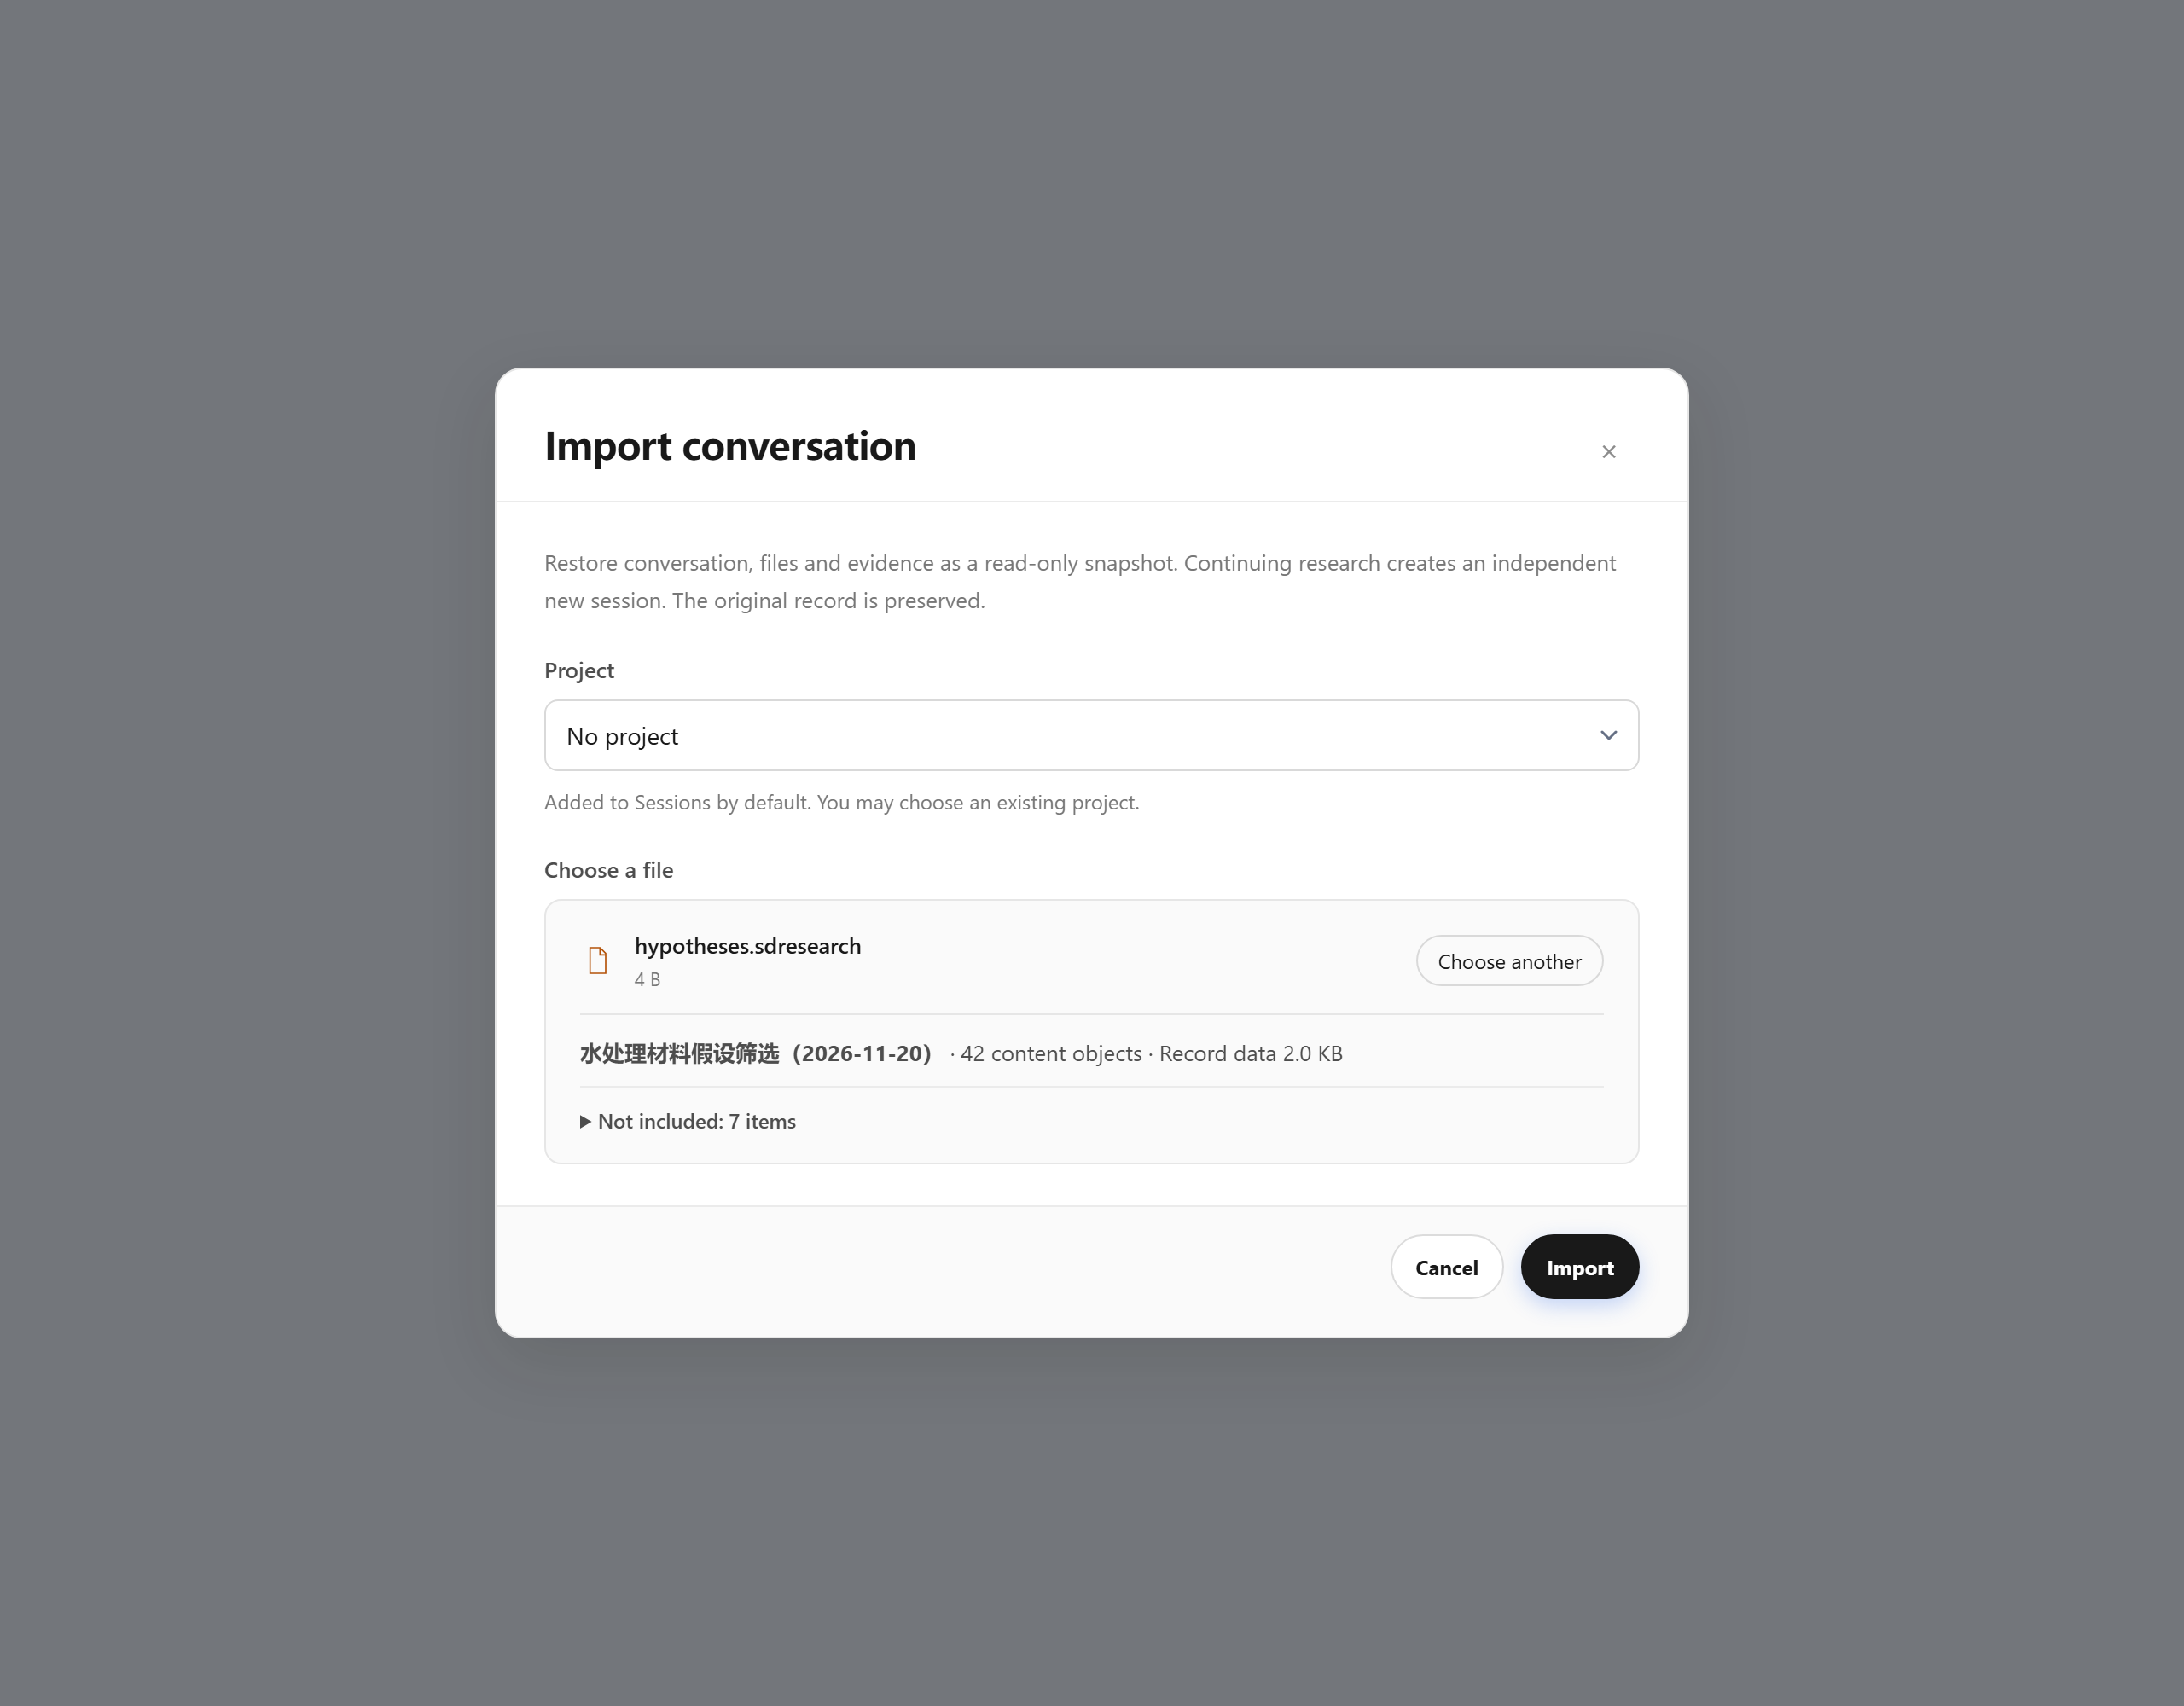 Import conversation
×
Restore conversation, files and evidence as a read-only snapshot. Continuing research creates an independent
new session. The original record is preserved.
Project
No project
Added to Sessions by default. You may choose an existing project.
Choose a file
hypotheses.sdresearch
4 B
Choose another
水处理材料假设筛选（2026-11-20） · 42 content objects · Record data 2.0 KB
▶ Not included: 7 items
Cancel
Import